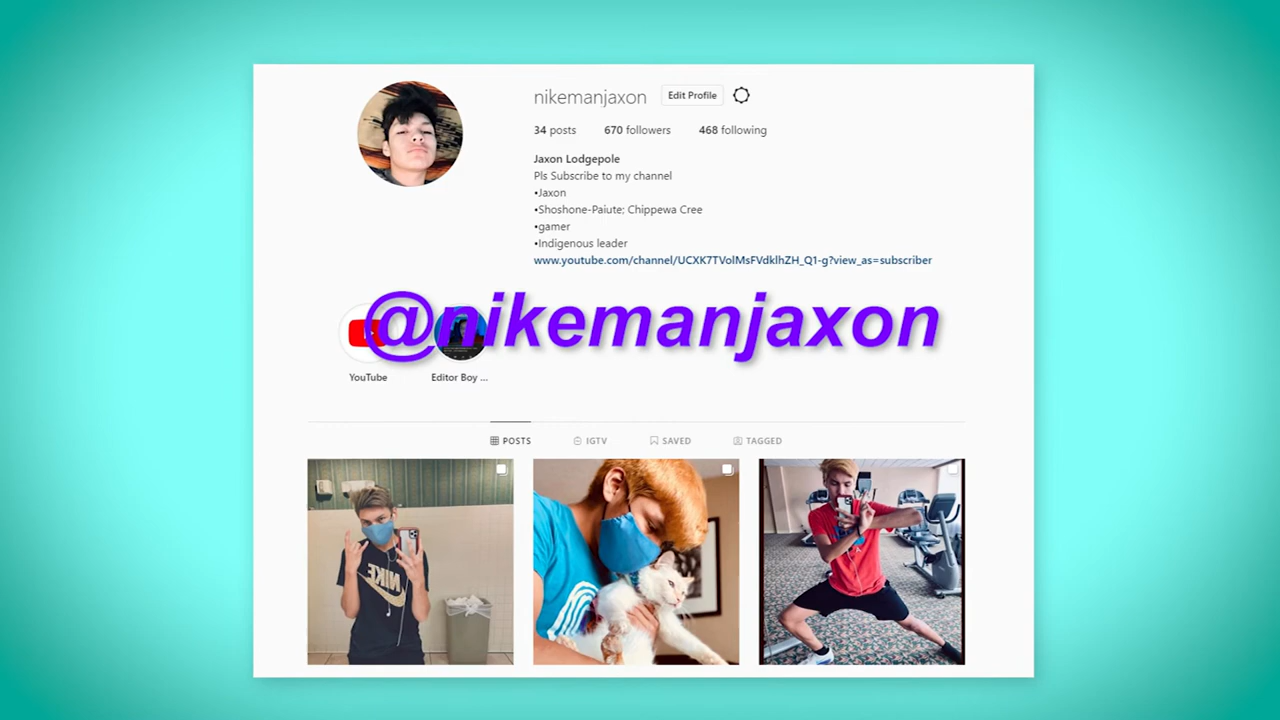 nikemanjaxon Edit Profile
34 posts 670 followers 468 following
Jaxon Lodgepole
Pls Subscribe to my channel
•Jaxon
•Shoshone-Paiute; Chippewa Cree
•gamer
•Indigenous leader
www.youtube.com/channel/UCXK7TVolMsFVdklhZH_Q1-g?view_as=subscriber
@nikemanjaxon
YouTube Editor Boy ...
POSTS IGTV SAVED TAGGED
NIKE